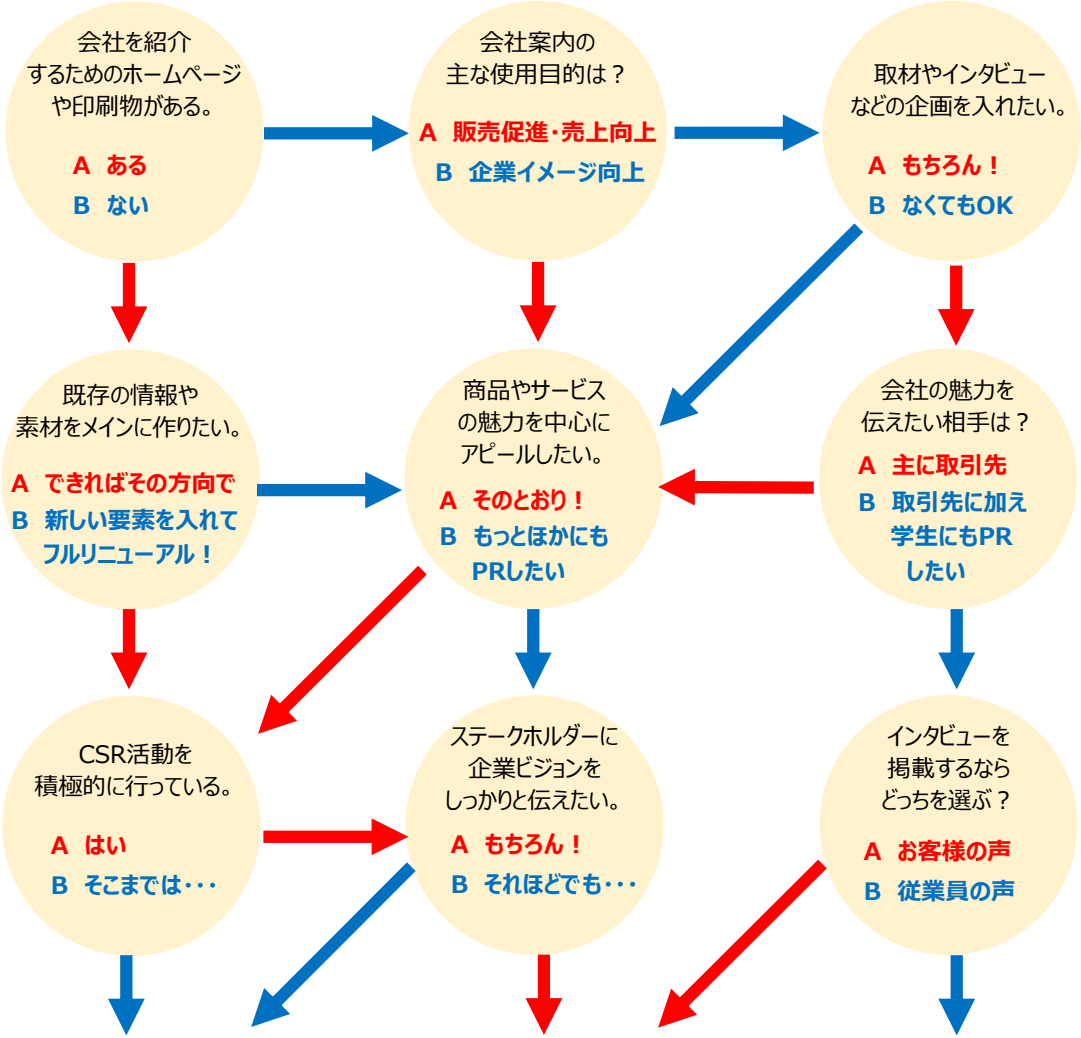 会社を紹介
するためのホームページ
や印刷物がある。
A ある
B ない
会社案内の
主な使用目的は？
A 販売促進・売上向上
B 企業イメージ向上
取材やインタビュー
などの企画を入れたい。
A もちろん！
B なくてもOK
既存の情報や
素材をメインに作りたい。
A できればその方向で
B 新しい要素を入れて
フルリニューアル！
商品やサービス
の魅力を中心に
アピールしたい。
A そのとおり！
B もっとほかにも
PRしたい
会社の魅力を
伝えたい相手は？
A 主に取引先
B 取引先に加え
学生にもPR
したい
CSR活動を
積極的に行っている。
A はい
B そこまでは・・・
ステークホルダーに
企業ビジョンを
しっかりと伝えたい。
A もちろん！
B それほどでも・・・
インタビューを
掲載するなら
どっちを選ぶ？
A お客様の声
B 従業員の声